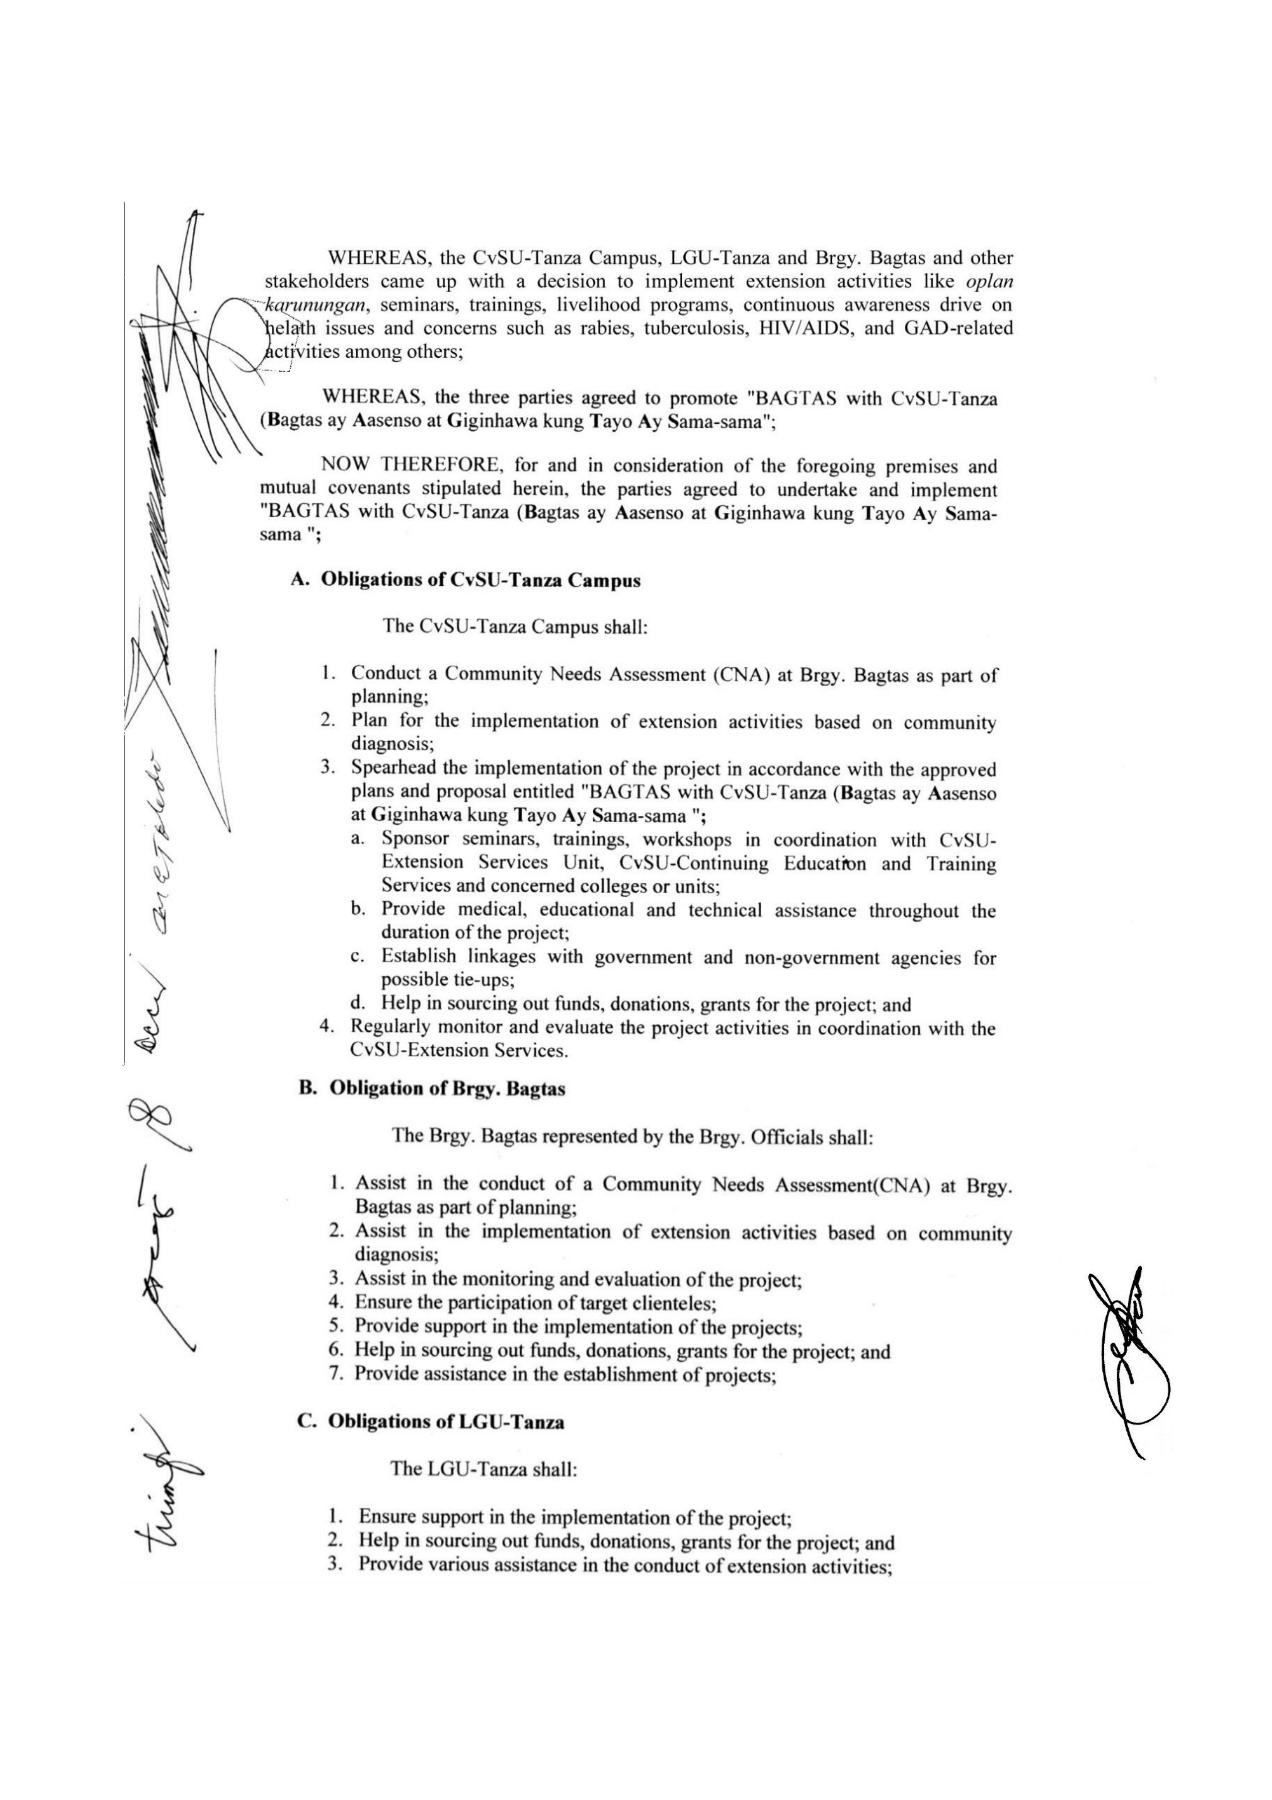 WHEREAS, the CvSU-Tanza Campus, LGU-Tanza and Brgy. Bagtas and other
stakeholders came up with a decision to implement extension activities like oplan
karunungan, seminars, trainings, livelihood programs, continuous awareness drive on
helath issues and concerns such as rabies, tuberculosis, HIV/AIDS, and GAD-related
activities among others;
WHEREAS, the three parties agreed to promote "BAGTAS with CvSU-Tanza
(Bagtas ay Aasenso at Giginhawa kung Tayo Ay Sama-sama";
NOW THEREFORE, for and in consideration of the foregoing premises and
mutual covenants stipulated herein, the parties agreed to undertake and implement
"BAGTAS with CvSU-Tanza (Bagtas ay Aasenso at Giginhawa kung Tayo Ay Sama-
sama ";
A. Obligations of CvSU-Tanza Campus
The CvSU-Tanza Campus shall:
1. Conduct a Community Needs Assessment (CNA) at Brgy. Bagtas as part of
planning;
2. Plan for the implementation of extension activities based on community
diagnosis;
3. Spearhead the implementation of the project in accordance with the approved
plans and proposal entitled "BAGTAS with CvSU-Tanza (Bagtas ay Aasenso
at Giginhawa kung Tayo Ay Sama-sama ";
a. Sponsor seminars, trainings, workshops in coordination with CvSU-
Extension Services Unit, CvSU-Continuing Education and Training
Services and concerned colleges or units;
b. Provide medical, educational and technical assistance throughout the
duration of the project;
c. Establish linkages with government and non-government agencies for
possible tie-ups;
d. Help in sourcing out funds, donations, grants for the project; and
4. Regularly monitor and evaluate the project activities in coordination with the
CvSU-Extension Services.
B. Obligation of Brgy. Bagtas
The Brgy. Bagtas represented by the Brgy. Officials shall:
1. Assist in the conduct of a Community Needs Assessment(CNA) at Brgy.
Bagtas as part of planning;
2. Assist in the implementation of extension activities based on community
diagnosis;
3. Assist in the monitoring and evaluation of the project;
4. Ensure the participation of target clienteles;
5. Provide support in the implementation of the projects;
6. Help in sourcing out funds, donations, grants for the project; and
7. Provide assistance in the establishment of projects;
C. Obligations of LGU-Tanza
The LGU-Tanza shall:
1. Ensure support in the implementation of the project;
2. Help in sourcing out funds, donations, grants for the project; and
3. Provide various assistance in the conduct of extension activities;